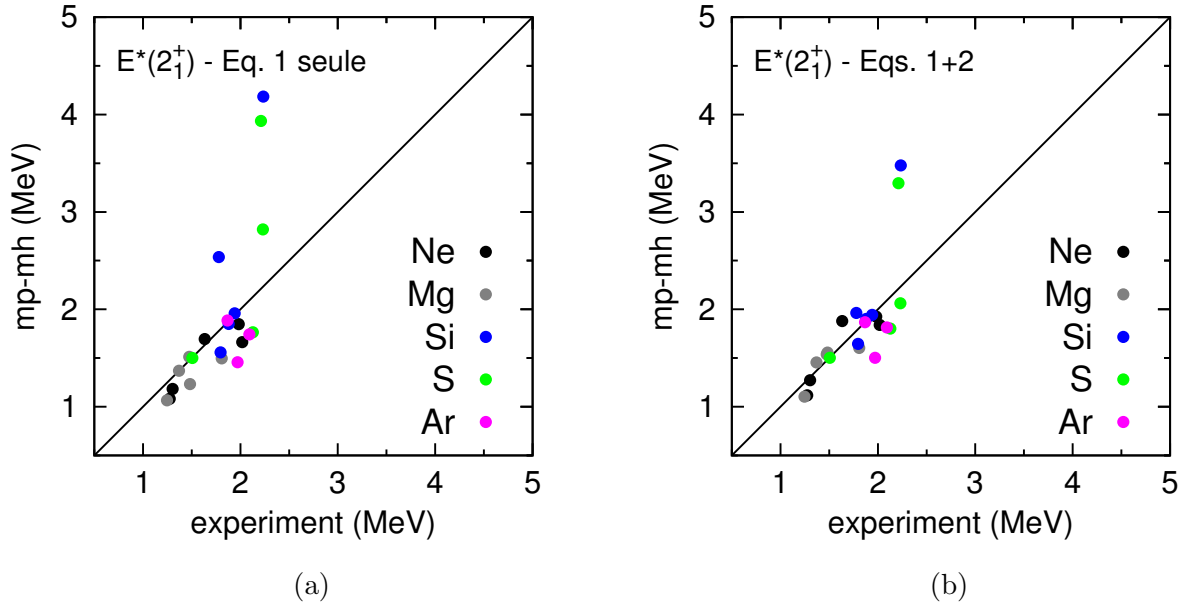 5
4
3
2
1
mp-mh (MeV)
E*(2₁⁺) - Eq. 1 seule
Ne
Mg
Si
S
Ar
1 2 3 4 5
experiment (MeV)
(a)
5
4
3
2
1
mp-mh (MeV)
E*(2₁⁺) - Eqs. 1+2
Ne
Mg
Si
S
Ar
1 2 3 4 5
experiment (MeV)
(b)